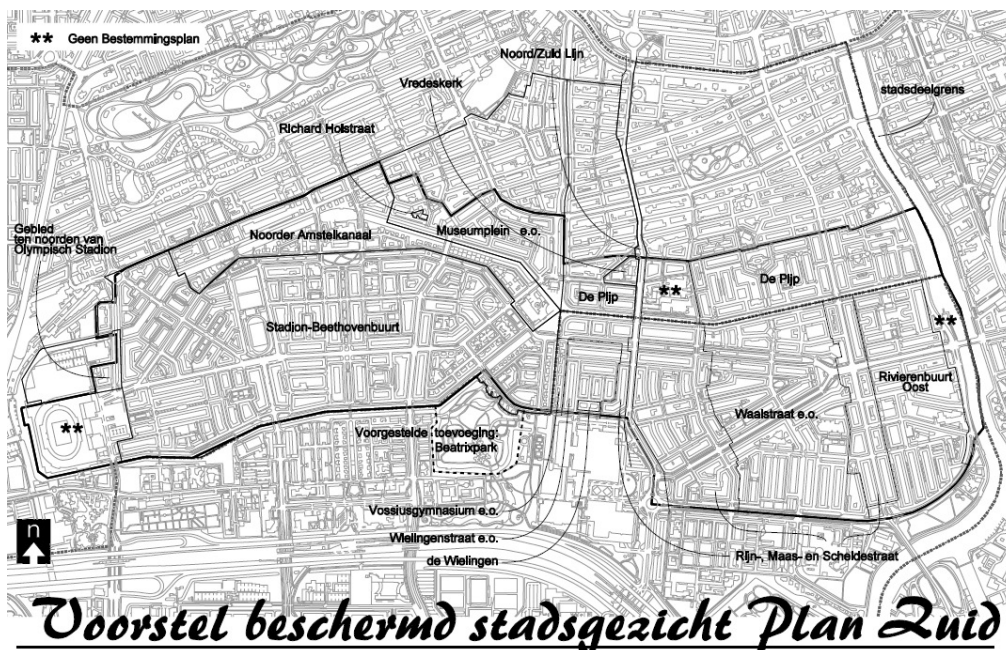 ** Geen Bestemmingsplan
Noord/Zuid Lijn
Vredeskerk
stadsdeelgrens
Richard Holstraat
Gebied
ten noorden van
Olympisch Stadion
Noorder Amstelkanaal
Museumplein e.o.
De Pijp
De Pijp
**
**
Stadion-Beethovenbuurt
Rivierenbuurt
Oost
Waalstraat e.o.
**
Voorgestelde toevoeging:
Beatrixpark
Vossiusgymnasium e.o.
Wielingenstraat e.o.
de Wielingen
Rijn-, Maas- en Scheldestraat
n
Voorstel beschermd stadsgezicht Plan Zuid